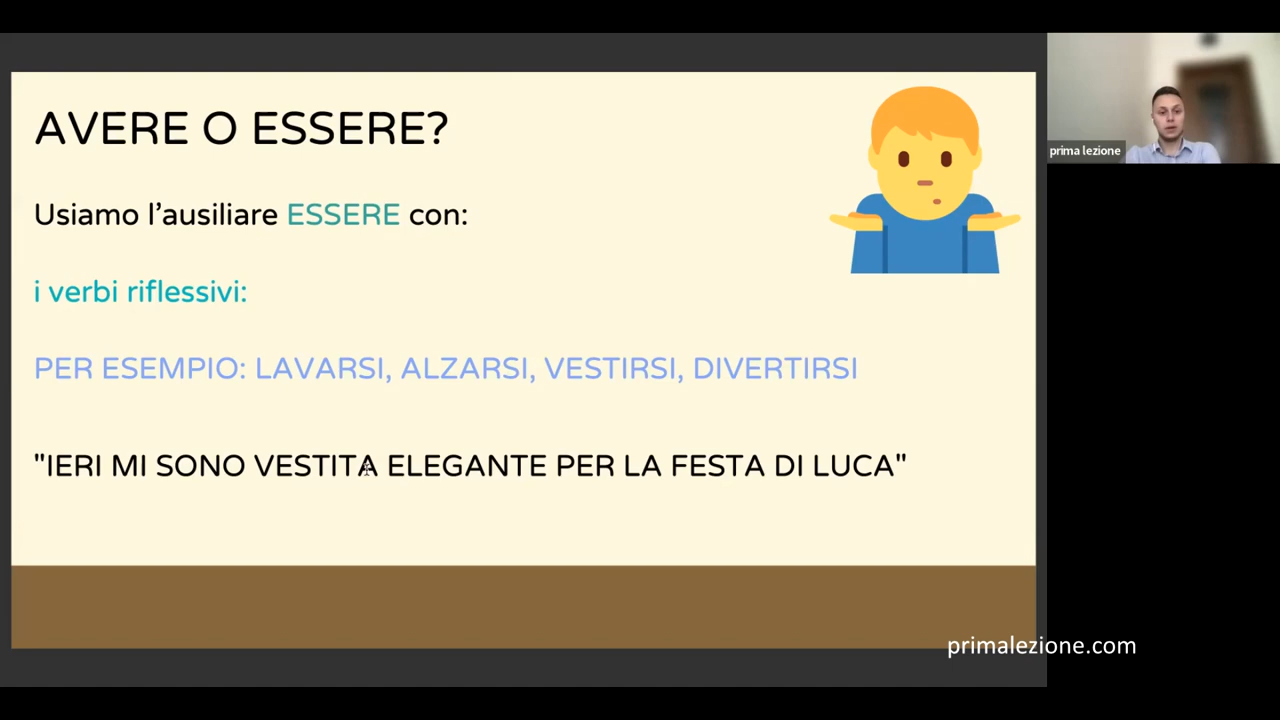 AVERE O ESSERE?
Usiamo l'ausiliare ESSERE con:
i verbi riflessivi:
PER ESEMPIO: LAVARSI, ALZARSI, VESTIRSI, DIVERTIRSI
"IERI MI SONO VESTITA ELEGANTE PER LA FESTA DI LUCA"
prima lezione
primalezione.com